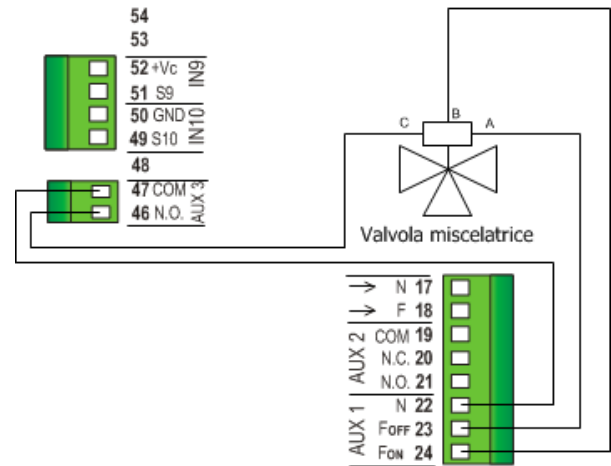 54
53
52 +Vc
51 S9
IN9
50 GND
49 S10
IN10
48
47 COM
46 N.O.
AUX 3
C
B
A
Valvola miscelatrice
→ N 17
→ F 18
COM 19
N.C. 20
N.O. 21
AUX 2
N 22
FOFF 23
FON 24
AUX 1